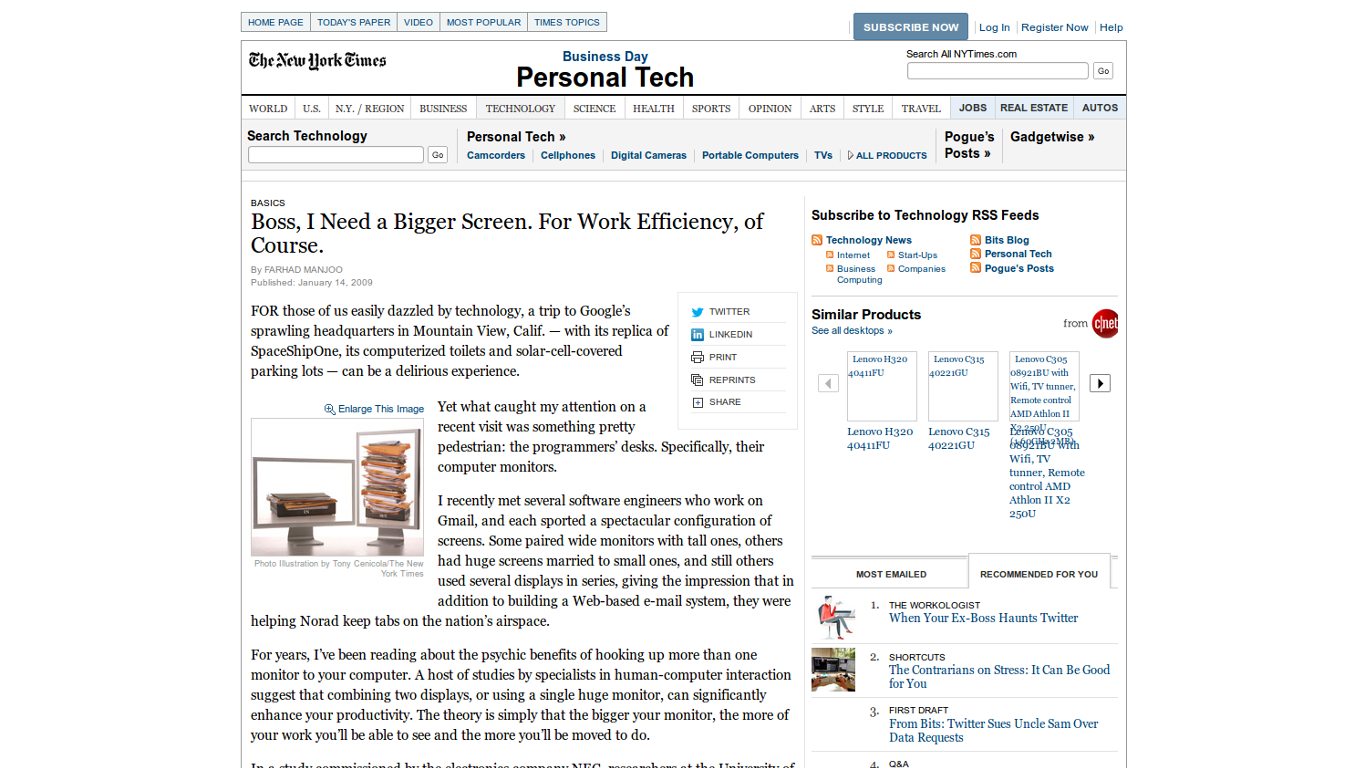 HOME PAGE TODAY'S PAPER VIDEO MOST POPULAR TIMES TOPICS
SUBSCRIBE NOW Log In Register Now Help
The New York Times
Business Day
Personal Tech
Search All NYTimes.com
Go
WORLD U.S. N.Y. / REGION BUSINESS TECHNOLOGY SCIENCE HEALTH SPORTS OPINION ARTS STYLE TRAVEL JOBS REAL ESTATE AUTOS
Search Technology
Go
Personal Tech »
Camcorders Cellphones Digital Cameras Portable Computers TVs ALL PRODUCTS
Pogue's
Posts »
Gadgetwise »
BASICS
Boss, I Need a Bigger Screen. For Work Efficiency, of
Course.
By FARHAD MANJOO
Published: January 14, 2009
TWITTER
LINKEDIN
PRINT
REPRINTS
SHARE
FOR those of us easily dazzled by technology, a trip to Google's
sprawling headquarters in Mountain View, Calif. — with its replica of
SpaceShipOne, its computerized toilets and solar-cell-covered
parking lots — can be a delirious experience.
Enlarge This Image
Photo Illustration by Tony Cenicola/The New
York Times
Yet what caught my attention on a
recent visit was something pretty
pedestrian: the programmers' desks. Specifically, their
computer monitors.
I recently met several software engineers who work on
Gmail, and each sported a spectacular configuration of
screens. Some paired wide monitors with tall ones, others
had huge screens married to small ones, and still others
used several displays in series, giving the impression that in
addition to building a Web-based e-mail system, they were
helping Norad keep tabs on the nation's airspace.
For years, I've been reading about the psychic benefits of hooking up more than one
monitor to your computer. A host of studies by specialists in human-computer interaction
suggest that combining two displays, or using a single huge monitor, can significantly
enhance your productivity. The theory is simply that the bigger your monitor, the more of
your work you'll be able to see and the more you'll be moved to do.
In a study commissioned by the electronics company NEC, researchers at the University of
Subscribe to Technology RSS Feeds
Technology News
Internet Start-Ups
Business Companies
Computing
Bits Blog
Personal Tech
Pogue's Posts
Similar Products
See all desktops »
from c|net
Lenovo H320
40411FU
Lenovo C315
40221GU
Lenovo C305
08921BU with
Wifi, TV tunner,
Remote control
AMD Athlon II
X2 250U
Lenovo H320
40411FU
Lenovo C315
40221GU
Lenovo C305
08921BU with
Wifi, TV
tunner, Remote
control AMD
Athlon II X2
250U
MOST EMAILED RECOMMENDED FOR YOU
1. THE WORKOLOGIST
When Your Ex-Boss Haunts Twitter
2. SHORTCUTS
The Contrarians on Stress: It Can Be Good
for You
3. FIRST DRAFT
From Bits: Twitter Sues Uncle Sam Over
Data Requests
4. Q&A